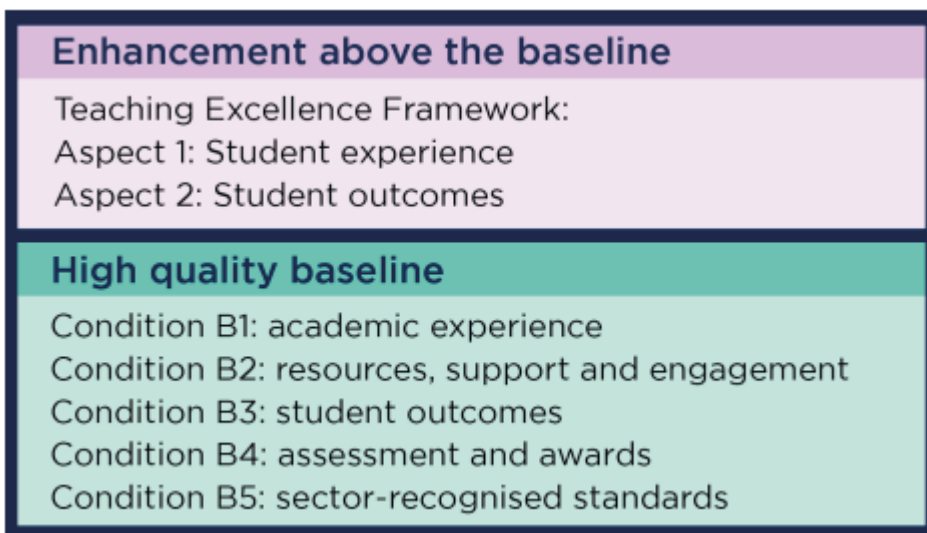 Enhancement above the baseline
Teaching Excellence Framework:
Aspect 1: Student experience
Aspect 2: Student outcomes
High quality baseline
Condition B1: academic experience
Condition B2: resources, support and engagement
Condition B3: student outcomes
Condition B4: assessment and awards
Condition B5: sector-recognised standards